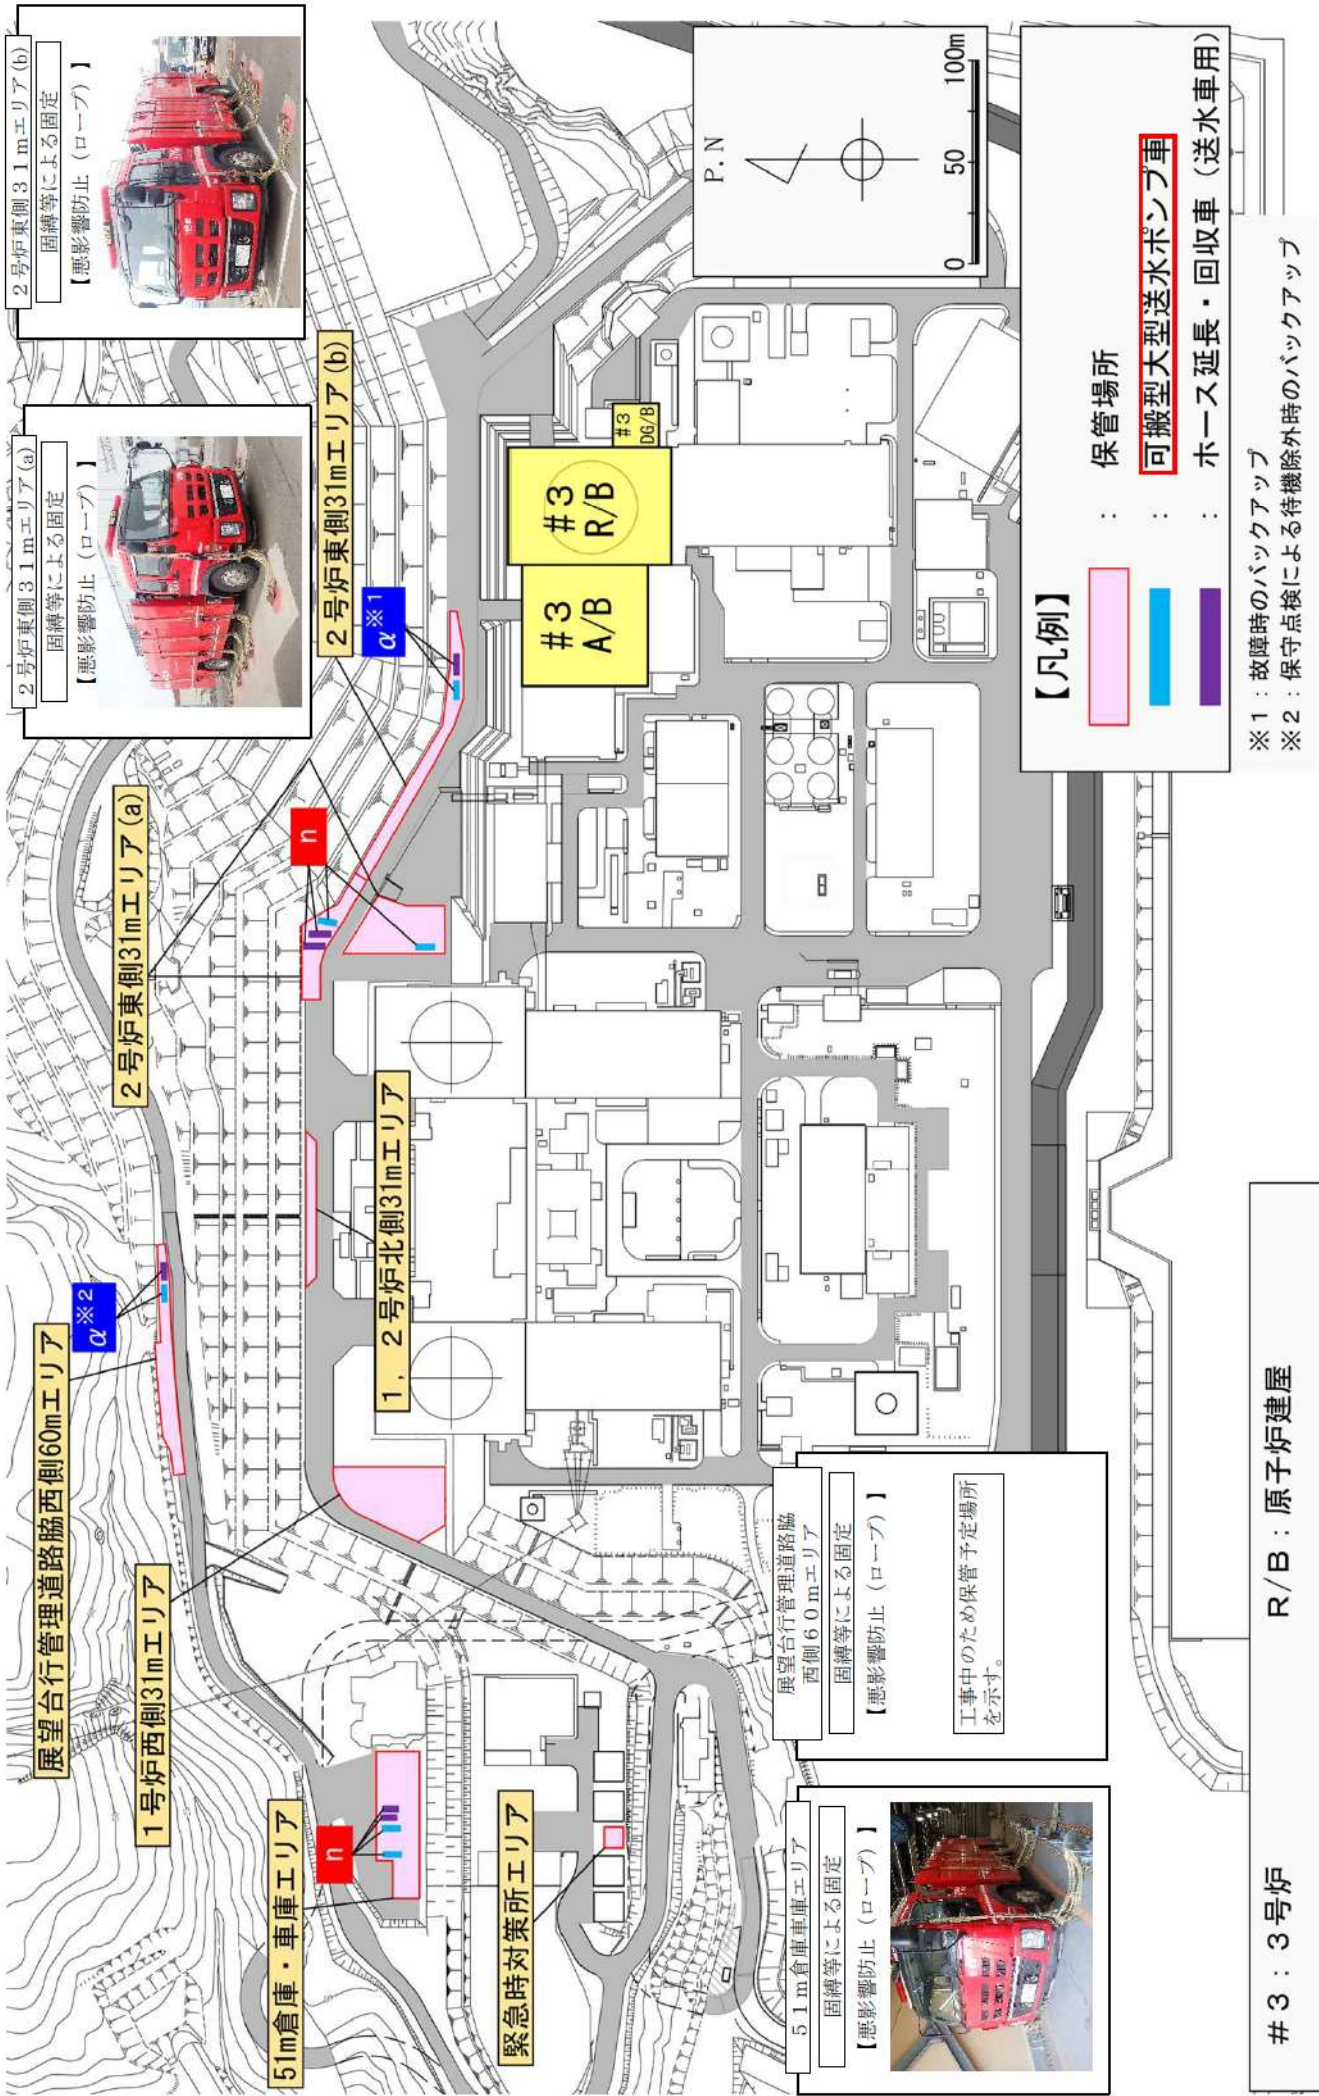 51m倉庫・車庫エリア
n
緊急時対策所エリア
1号炉西側31mエリア
展望台行管理道路脇西側60mエリア
α※2
1，2号炉北側31mエリア
2号炉東側31mエリア(a)
n
2号炉東側31mエリア(b)
α※1
#3
A/B
#3
R/B
#3
DG/B
2号炉東側31mエリア(a)
固縛等による固定
【悪影響防止（ロープ）】
2号炉東側31mエリア(b)
固縛等による固定
【悪影響防止（ロープ）】
51m倉庫車庫エリア
固縛等による固定
【悪影響防止（ロープ）】
展望台行管理道路脇
西側60mエリア
固縛等による固定
【悪影響防止（ロープ）】
工事中のため保管予定場所
を示す。
P.N
0 50 100m
【凡例】
：保管場所
：可搬型大型送水ポンプ車
：ホース延長・回収車（送水車用）
※1：故障時のバックアップ
※2：保守点検による待機除外時のバックアップ
#3：3号炉 R/B：原子炉建屋